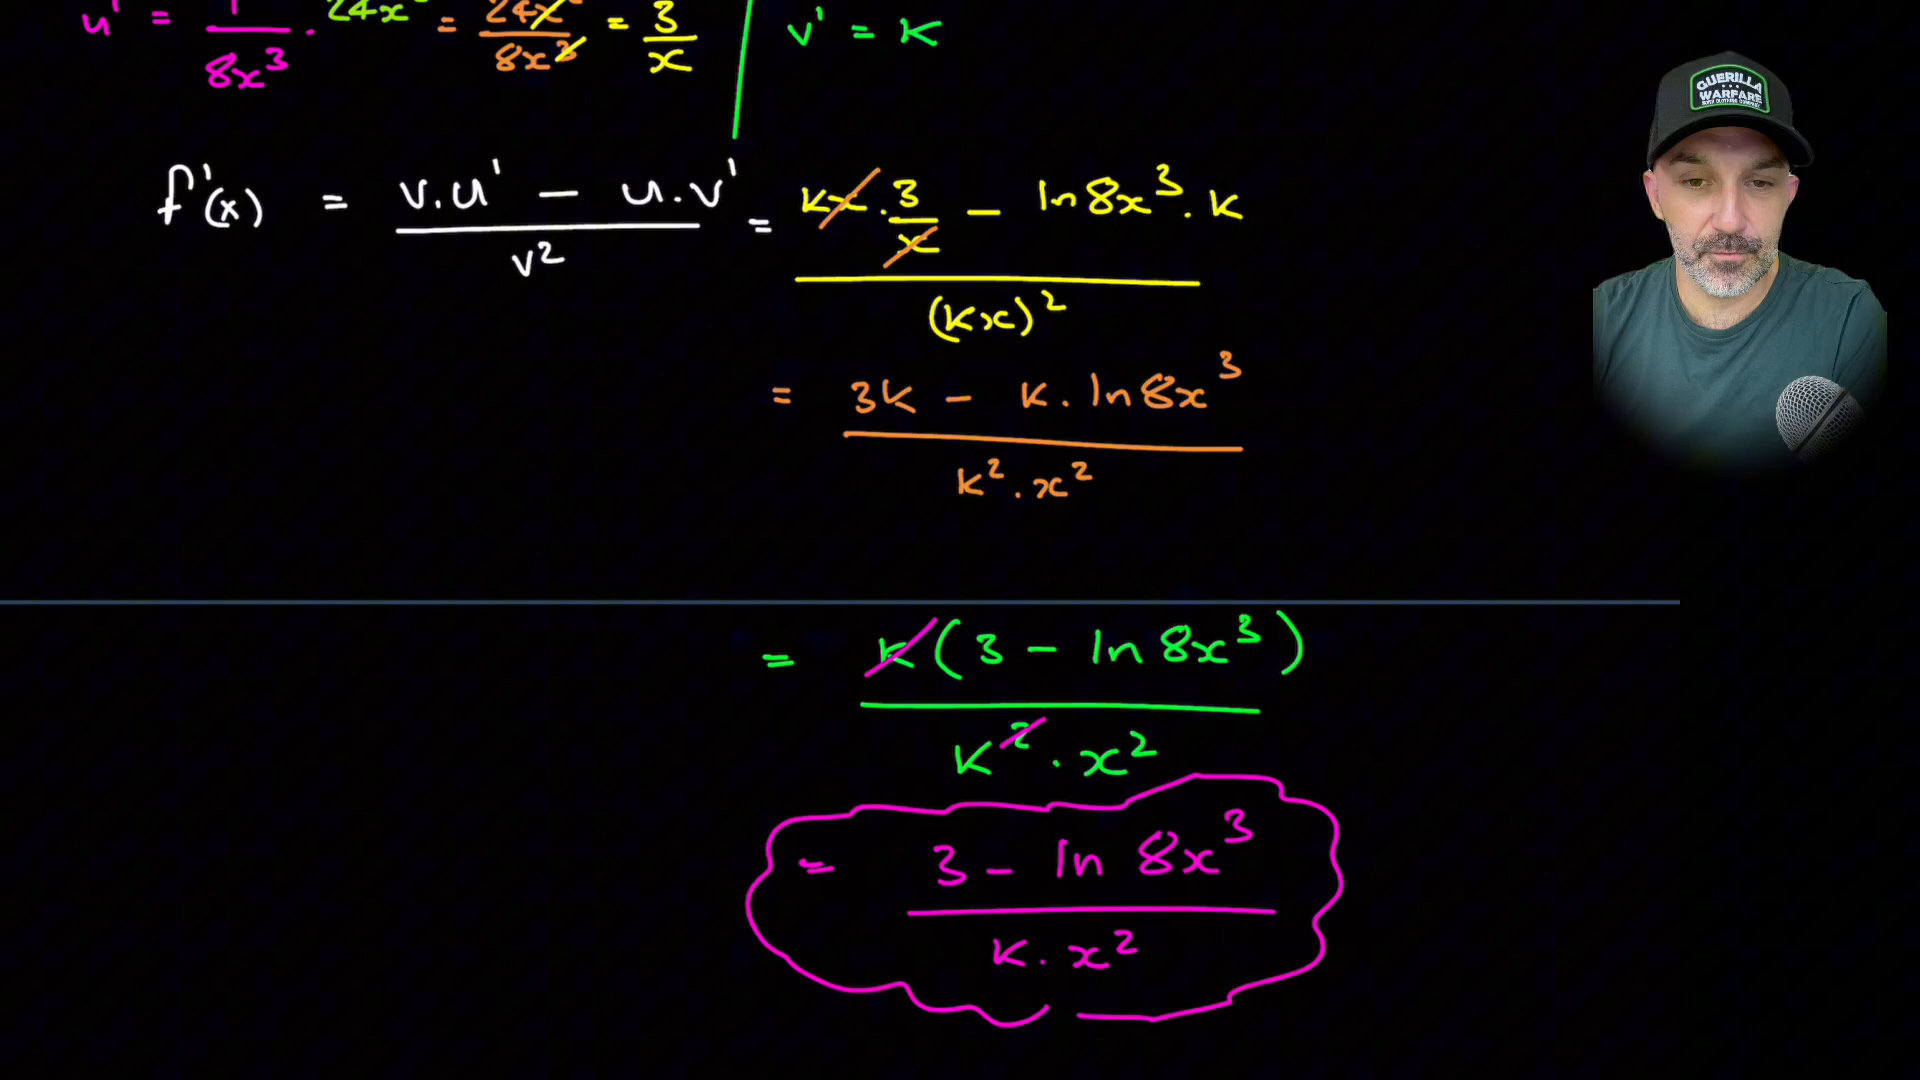 u' = 1/8x³ · 24x² = 24x²/8x³ = 3/x
v' = k
f'(x) = v.u' - u.v' / v² = kx . 3/x - ln 8x³ . k / (kx)²
= 3k - k . ln 8x³ / k² . x²
= k(3 - ln 8x³) / k² . x²
= 3 - ln 8x³ / k . x²
GUERILLA
WARFARE